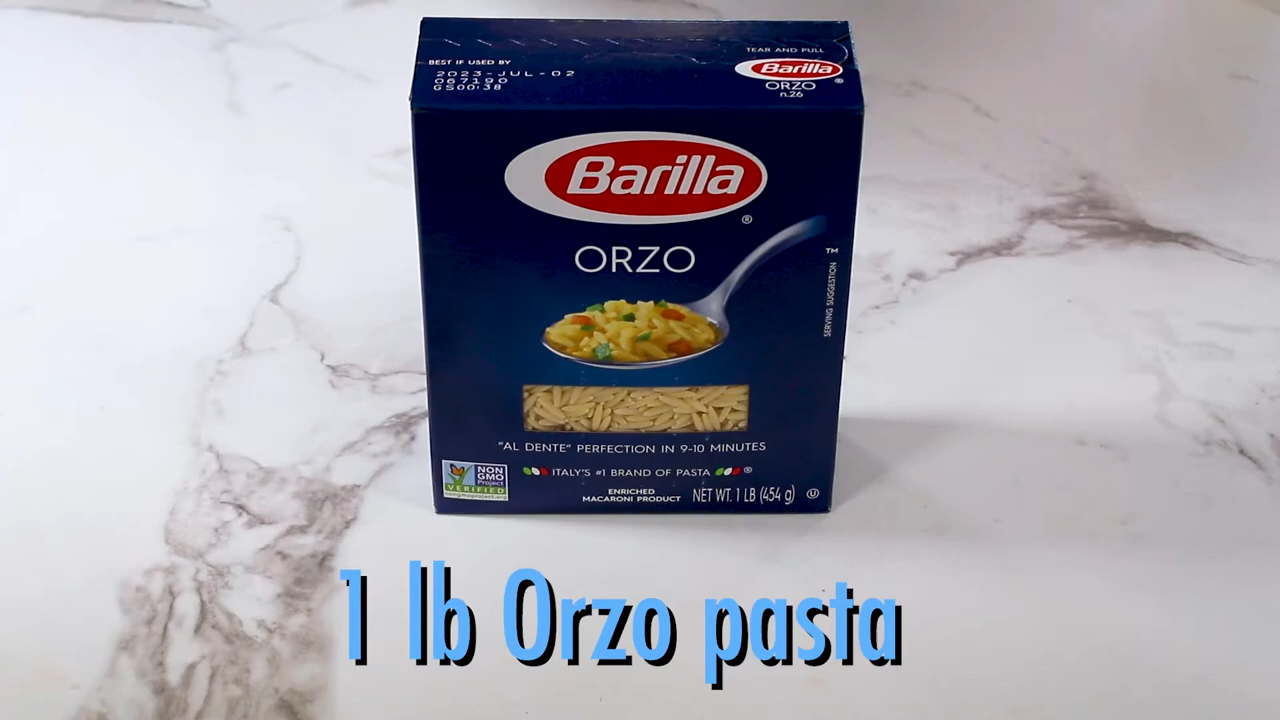 TEAR AND PULL
BEST IF USED BY
2023-JUL-02
067190
GS00:38
Barilla®
ORZO
n.26
Barilla
®
ORZO
™
SERVING SUGGESTION
"AL DENTE" PERFECTION IN 9-10 MINUTES
NON
GMO
Project
VERIFIED
nongmoproject.org
ITALY'S #1 BRAND OF PASTA ®
ENRICHED
MACARONI PRODUCT
NET WT. 1 LB (454 g) U
1 lb Orzo pasta